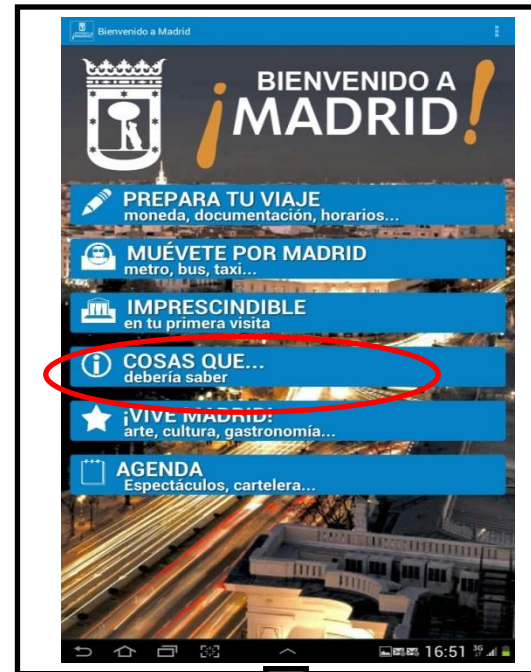 Bienvenido a Madrid
BIENVENIDO A
¡MADRID!
PREPARA TU VIAJE
moneda, documentación, horarios...
MUÉVETE POR MADRID
metro, bus, taxi...
IMPRESCINDIBLE
en tu primera visita
COSAS QUE...
debería saber
¡VIVE MADRID!
arte, cultura, gastronomía...
AGENDA
Espectáculos, cartelera...
16:51 3G